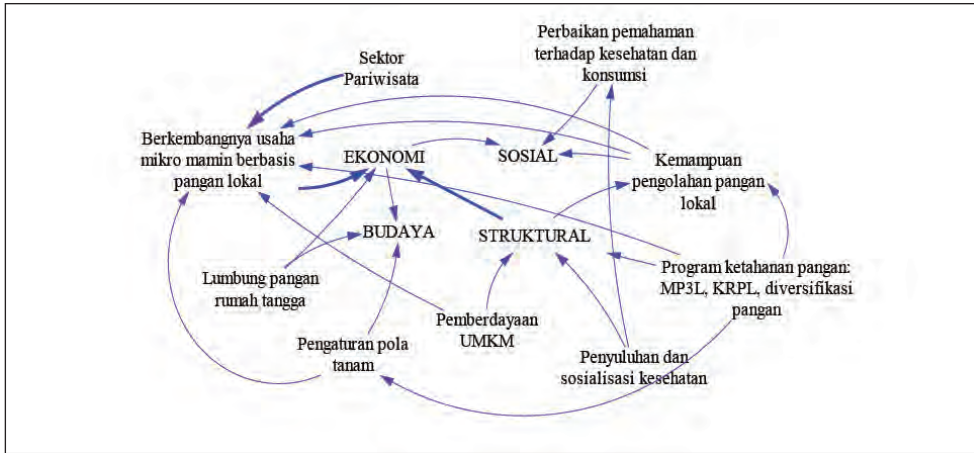 Perbaikan pemahaman
terhadap kesehatan dan
konsumsi
Sektor
Pariwisata
Berkembangnya usaha
mikro mamin berbasis
pangan lokal
EKONOMI
SOSIAL
Kemampuan
pengolahan pangan
lokal
BUDAYA
STRUKTURAL
Lumbung pangan
rumah tangga
Program ketahanan pangan:
MP3L, KRPL, diversifikasi
pangan
Pemberdayaan
UMKM
Pengaturan pola
tanam
Penyuluhan dan
sosialisasi kesehatan